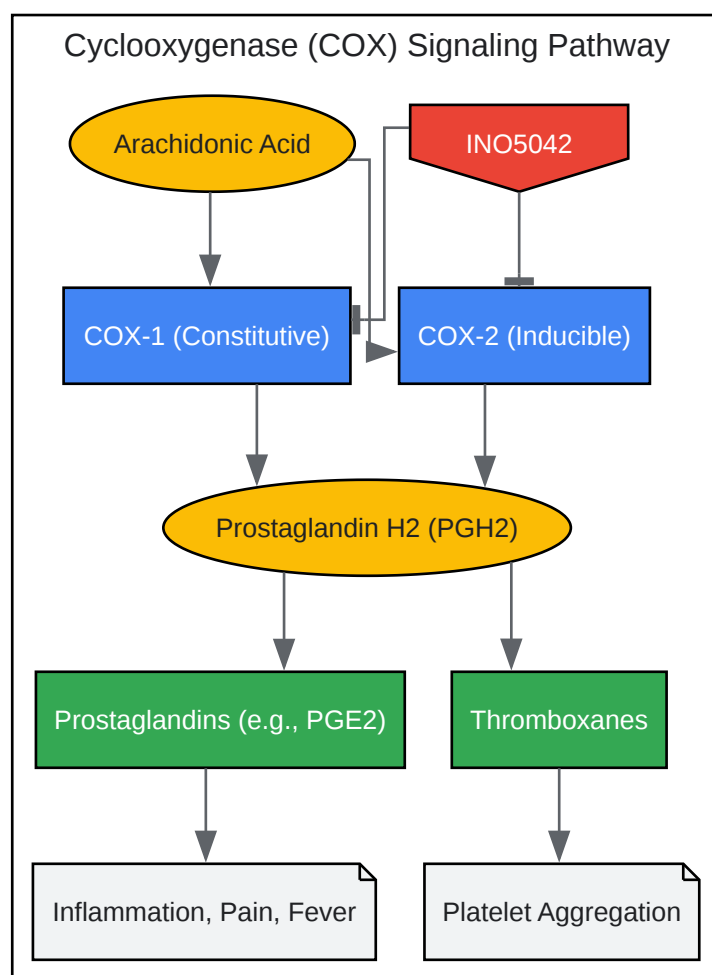 Cyclooxygenase (COX) Signaling Pathway
Arachidonic Acid
INO5042
COX-1 (Constitutive)
COX-2 (Inducible)
Prostaglandin H2 (PGH2)
Prostaglandins (e.g., PGE2)
Thromboxanes
Inflammation, Pain, Fever
Platelet Aggregation